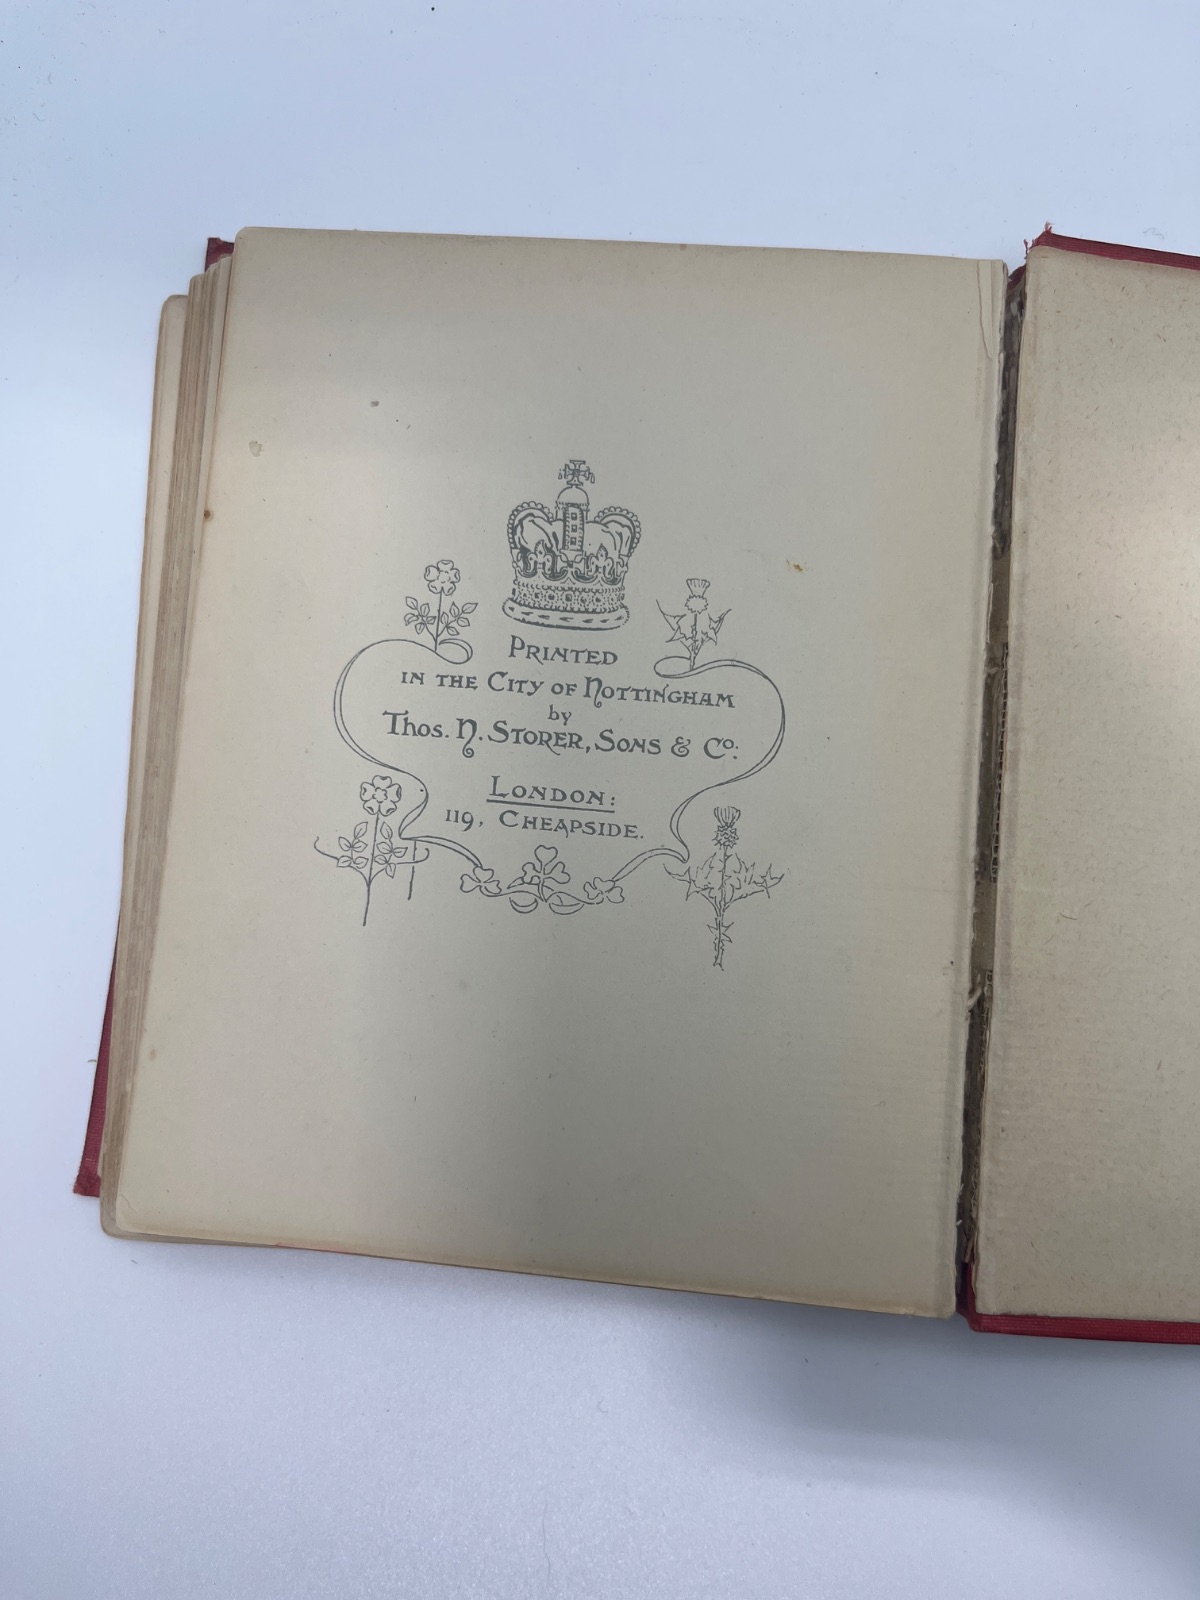 Printed
in the City of Nottingham
by
Thos. N. Storer, Sons & Co:
London:
119, Cheapside.